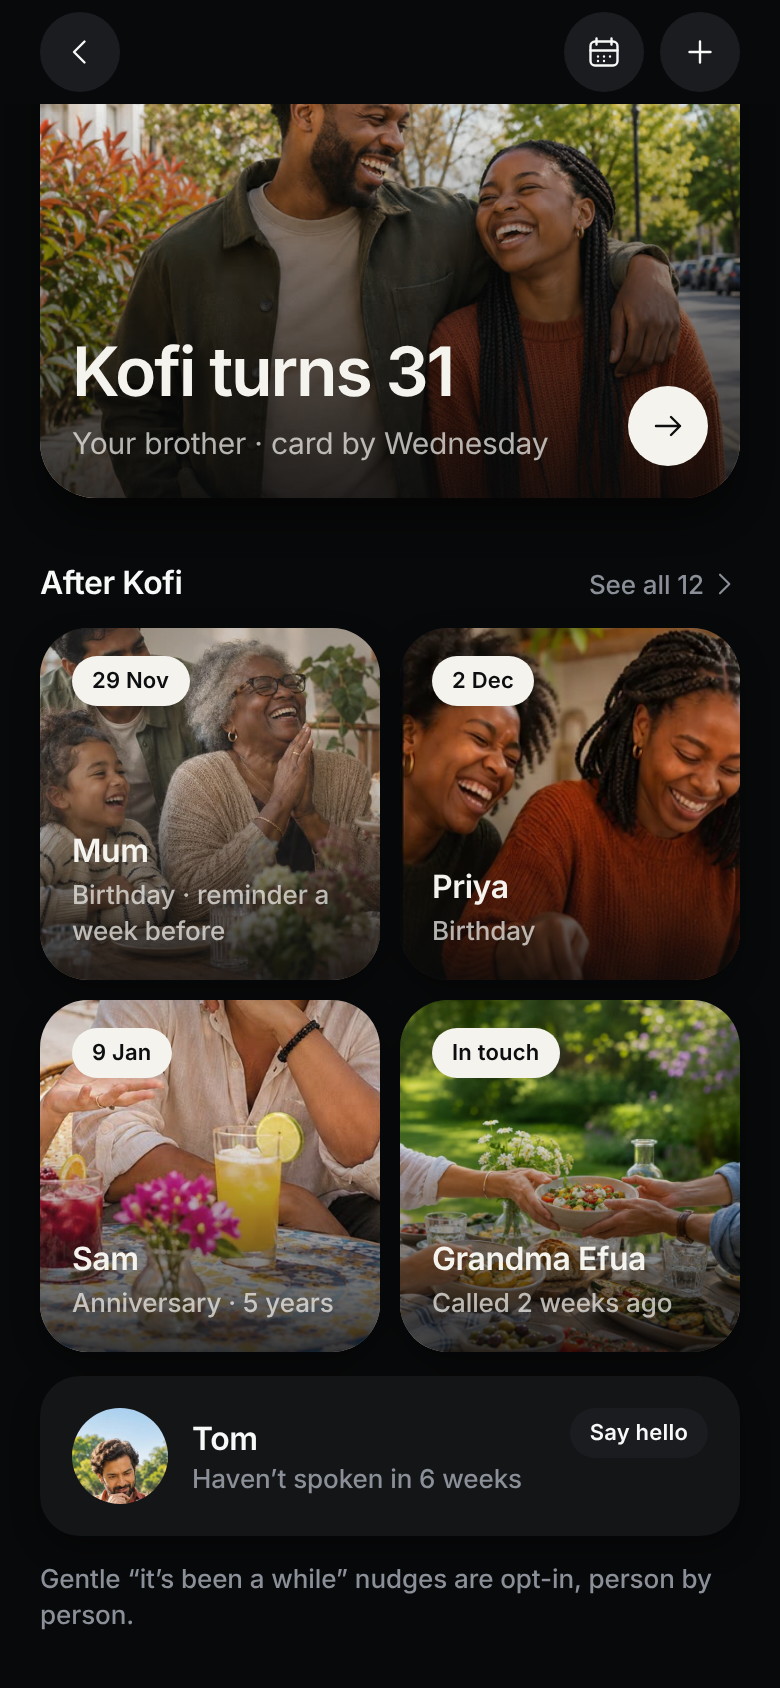 Kofi turns 31
Your brother · card by Wednesday
After Kofi
See all 12
29 Nov
Mum
Birthday · reminder a
week before
2 Dec
Priya
Birthday
9 Jan
Sam
Anniversary · 5 years
In touch
Grandma Efua
Called 2 weeks ago
Tom
Haven’t spoken in 6 weeks
Say hello
Gentle “it’s been a while” nudges are opt-in, person by
person.